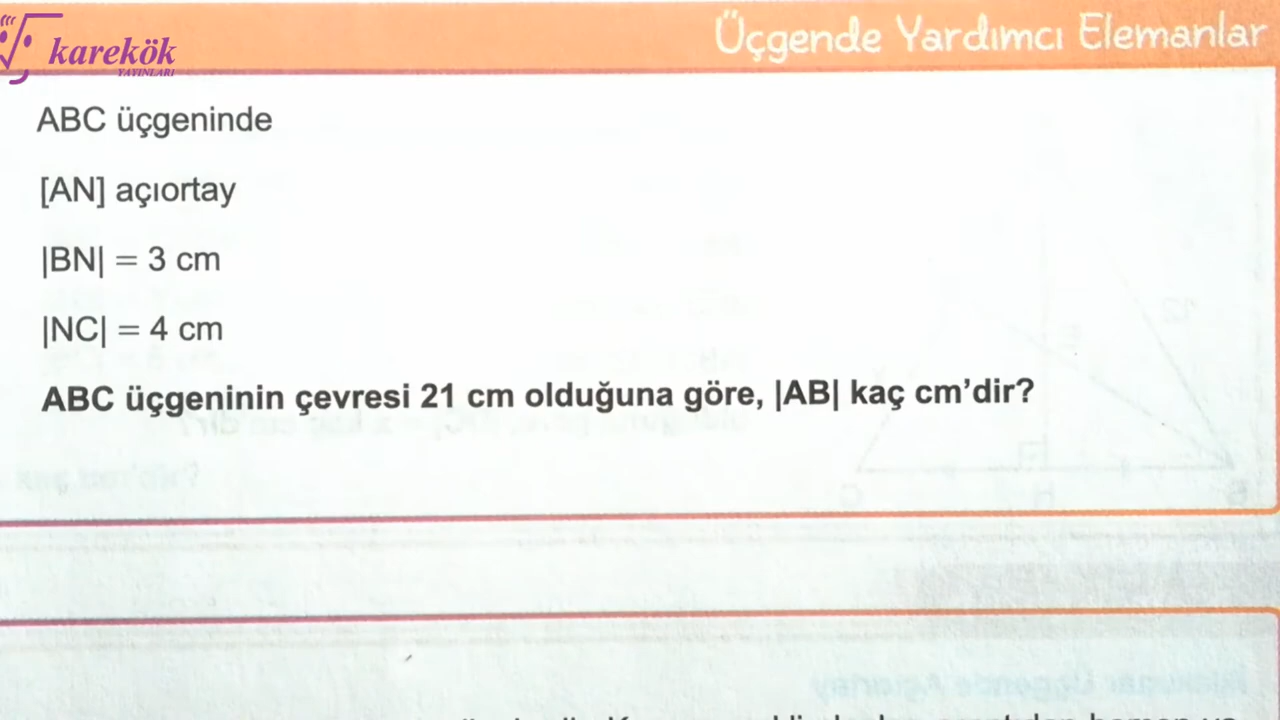 karekök
YAYINLARI
Üçgende Yardımcı Elemanlar
ABC üçgeninde
[AN] açıortay
|BN| = 3 cm
|NC| = 4 cm
ABC üçgeninin çevresi 21 cm olduğuna göre, |AB| kaç cm'dir?